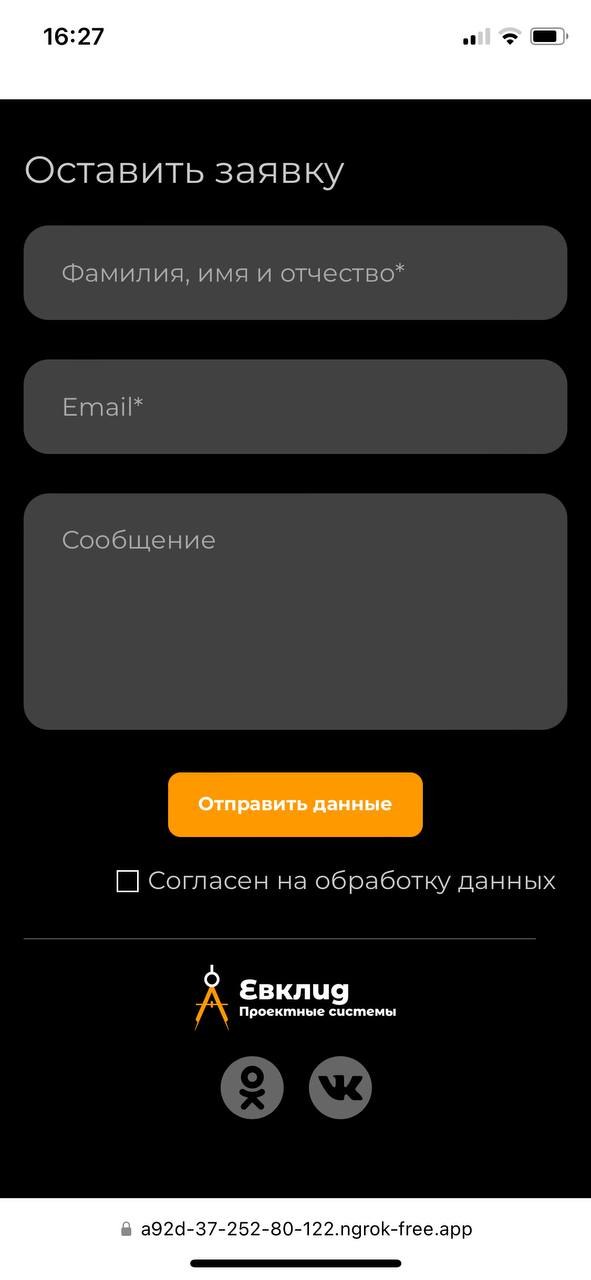 16:27
Оставить заявку
Фамилия, имя и отчество*
Email*
Сообщение
Отправить данные
Согласен на обработку данных
Евклид
Проектные системы
a92d-37-252-80-122.ngrok-free.app